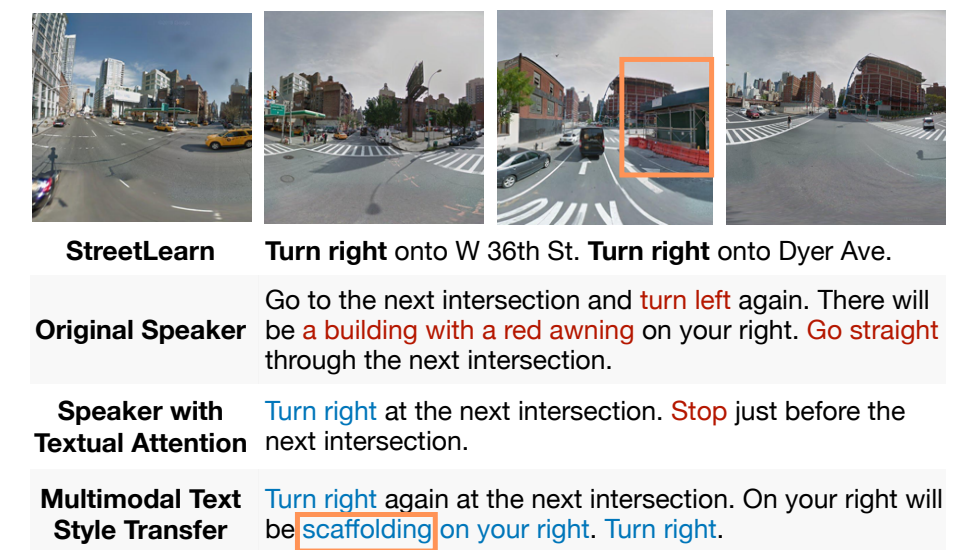 ONLY
StreetLearn
Turn right onto W 36th St. Turn right onto Dyer Ave.
Original Speaker
Go to the next intersection and turn left again. There will
be a building with a red awning on your right. Go straight
through the next intersection.
Speaker with
Textual Attention
Turn right at the next intersection. Stop just before the
next intersection.
Multimodal Text
Style Transfer
Turn right again at the next intersection. On your right will
be scaffolding on your right. Turn right.